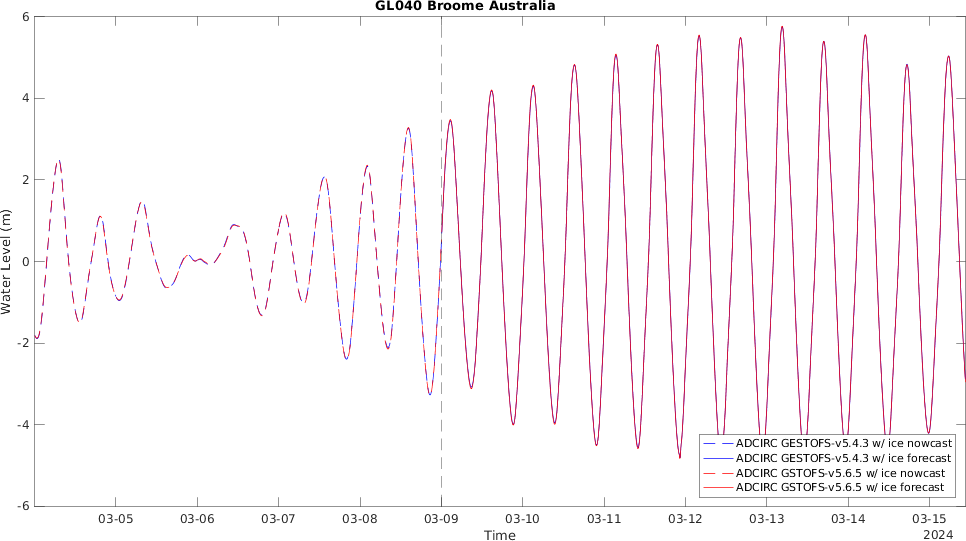 GL040 Broome Australia
6
4
2
0
-2
-4
-6
Water Level (m)
ADCIRC GESTOFS-v5.4.3 w/ ice nowcast
ADCIRC GESTOFS-v5.4.3 w/ ice forecast
ADCIRC GSTOFS-v5.6.5 w/ ice nowcast
ADCIRC GSTOFS-v5.6.5 w/ ice forecast
03-05 03-06 03-07 03-08 03-09 03-10 03-11 03-12 03-13 03-14 03-15
Time
2024